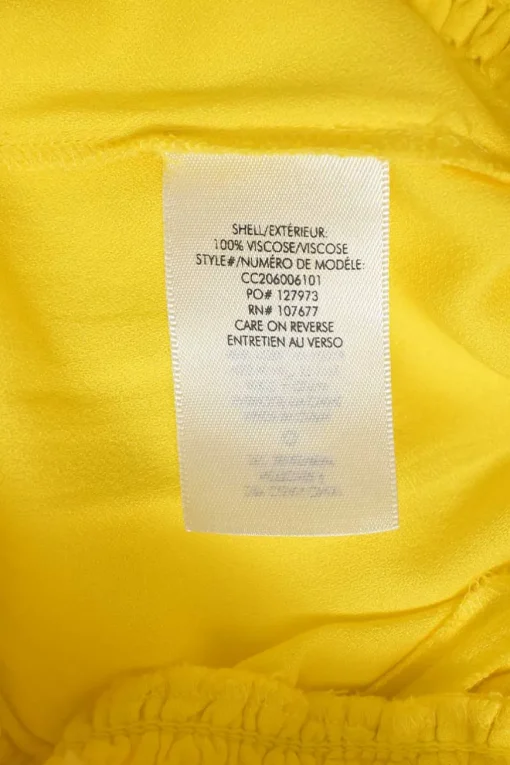 SHELL/EXTÉRIEUR:
100% VISCOSE/VISCOSE
STYLE#/NUMÉRO DE MODÈLE:
CC206006101
PO# 127973
RN# 107677
CARE ON REVERSE
ENTRETIEN AU VERSO